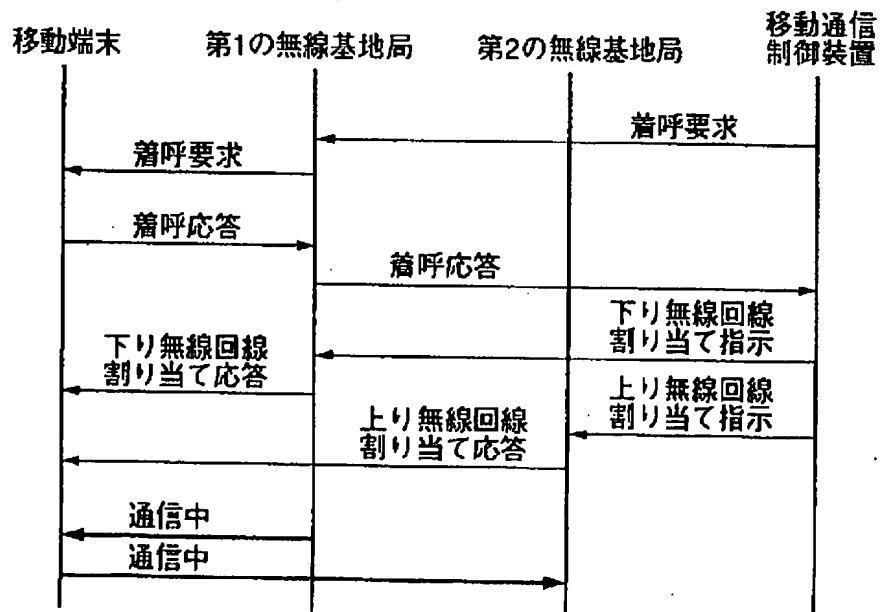 移動端末
第1の無線基地局
第2の無線基地局
移動通信
制御装置
着呼要求
着呼要求
着呼応答
着呼応答
下り無線回線
割り当て指示
下り無線回線
割り当て応答
上り無線回線
割り当て指示
上り無線回線
割り当て応答
通信中
通信中